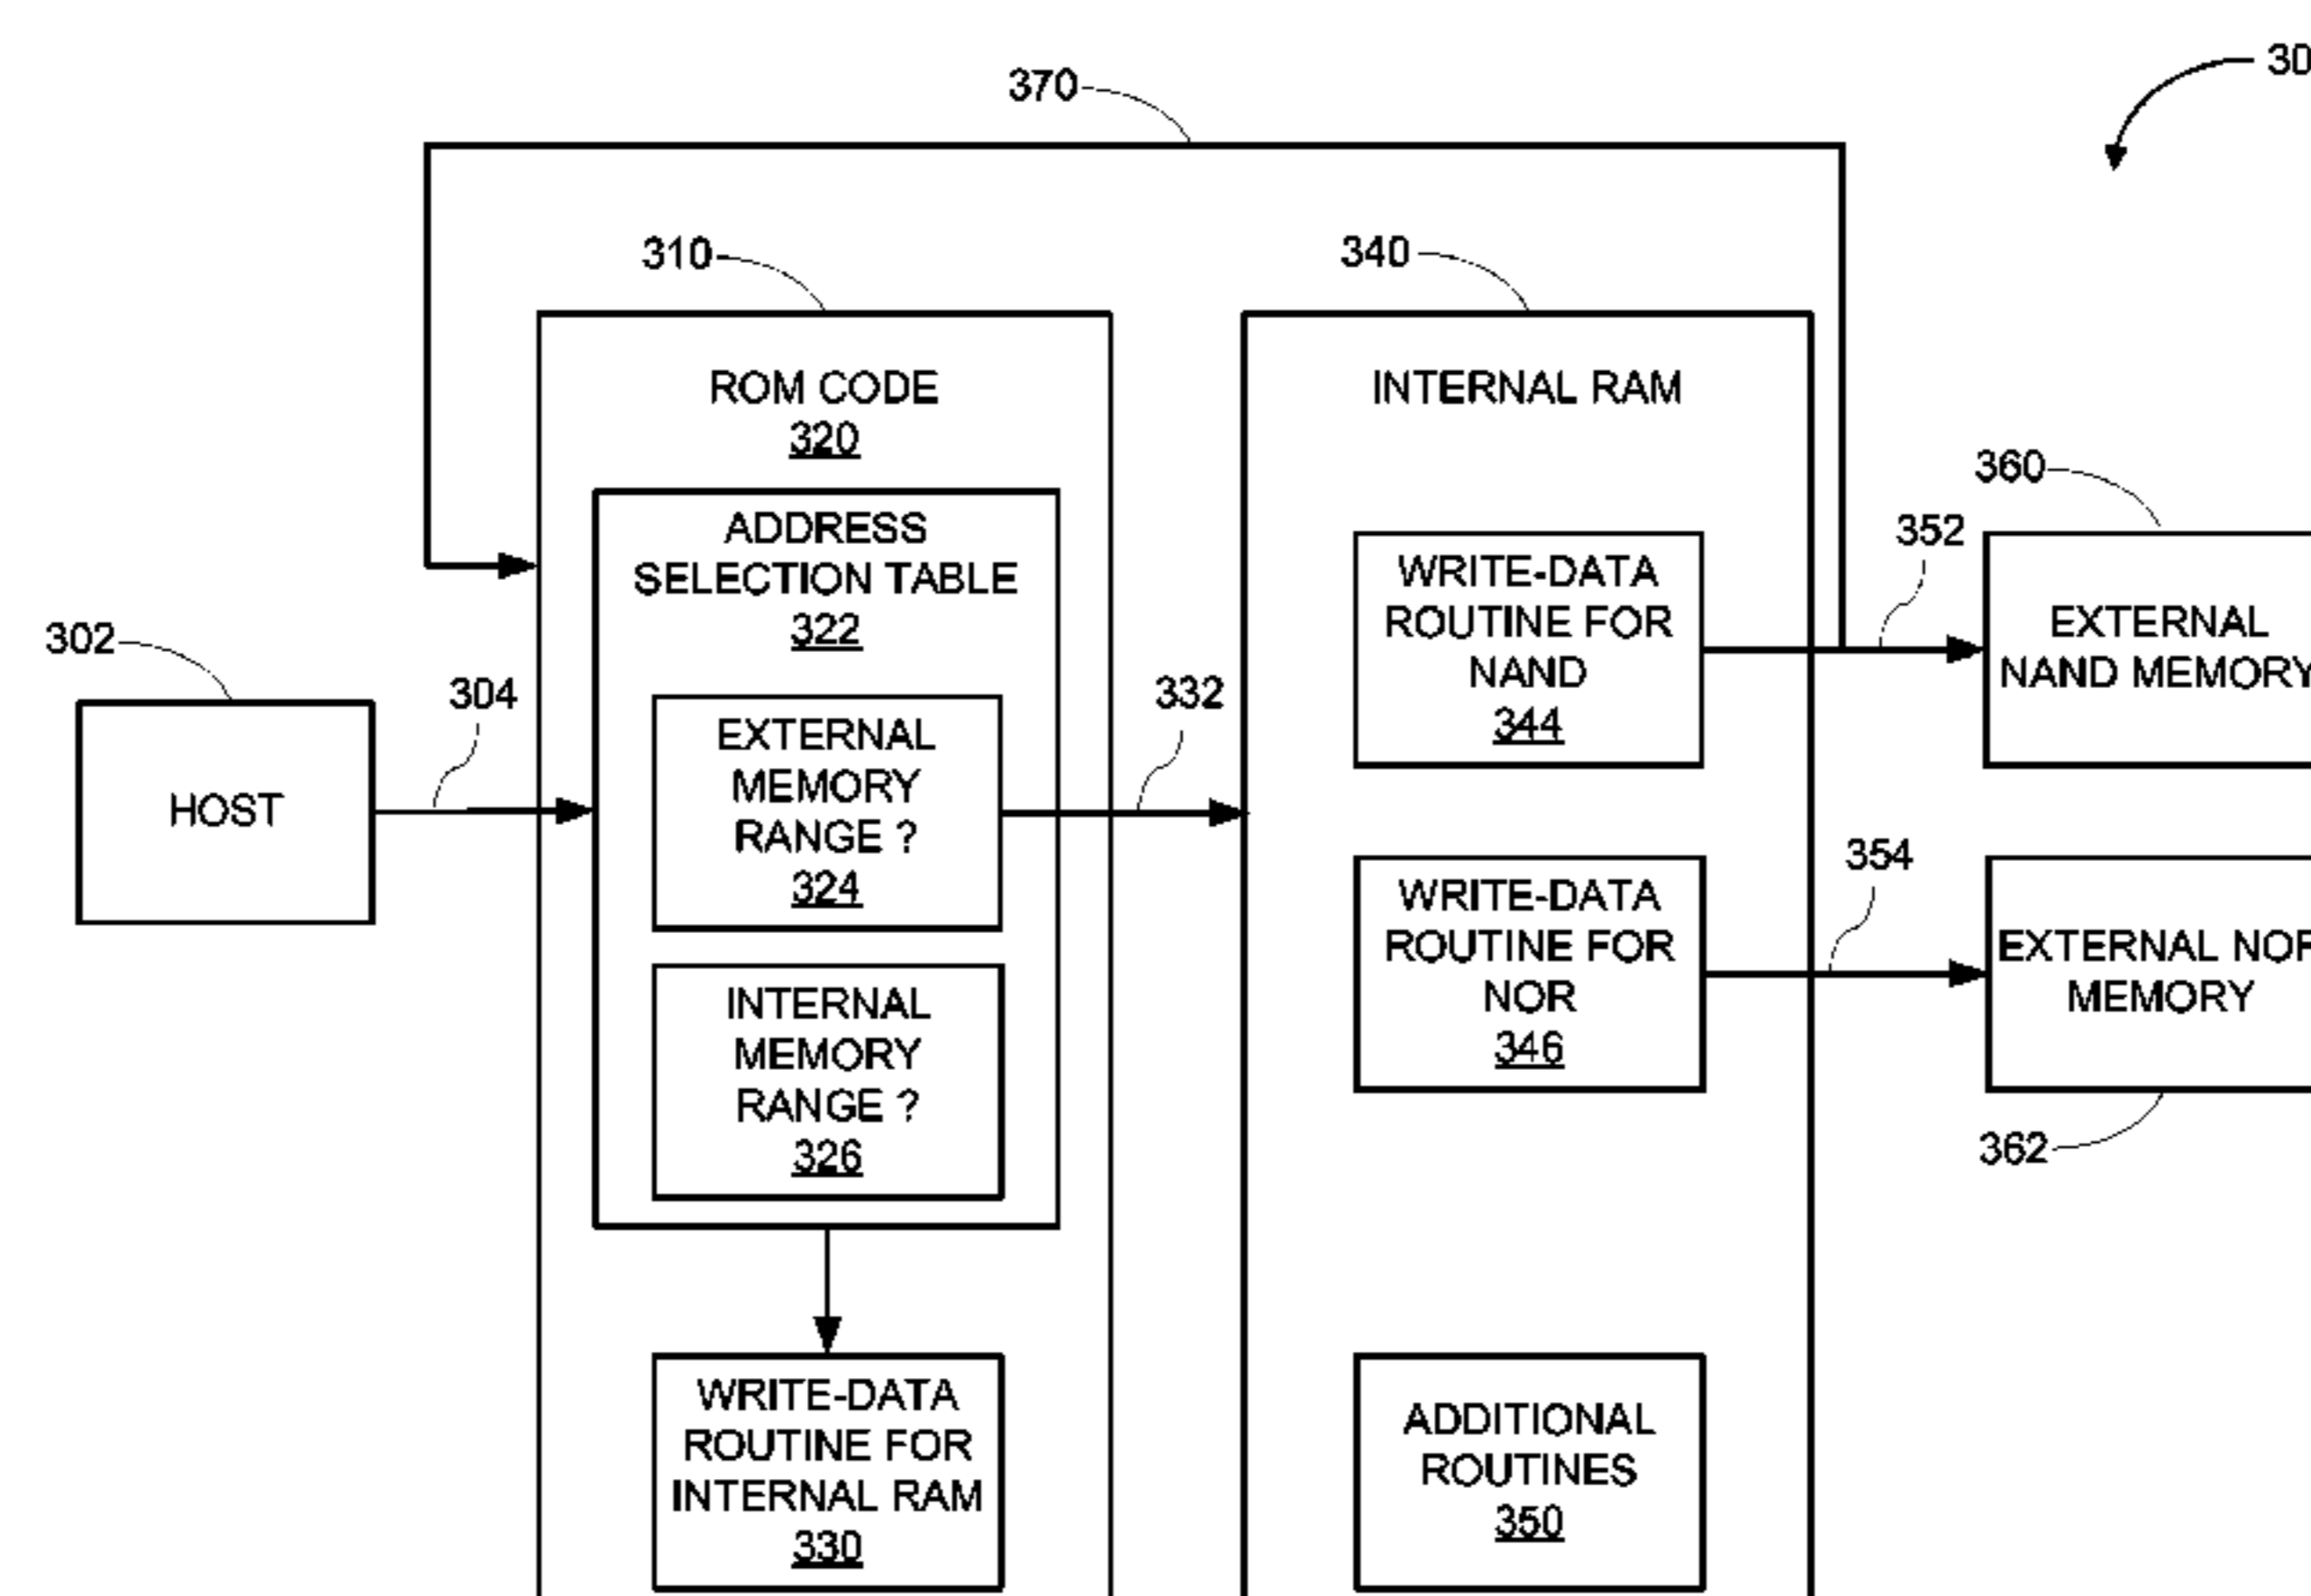 30
370
310
340
ROM CODE
320
INTERNAL RAM
360
ADDRESS
SELECTION TABLE
322
352
WRITE-DATA
ROUTINE FOR
NAND
344
EXTERNAL
NAND MEMORY
302
304
HOST
EXTERNAL
MEMORY
RANGE ?
324
332
354
WRITE-DATA
ROUTINE FOR
NOR
346
EXTERNAL NOR
MEMORY
362
INTERNAL
MEMORY
RANGE ?
326
WRITE-DATA
ROUTINE FOR
INTERNAL RAM
330
ADDITIONAL
ROUTINES
350